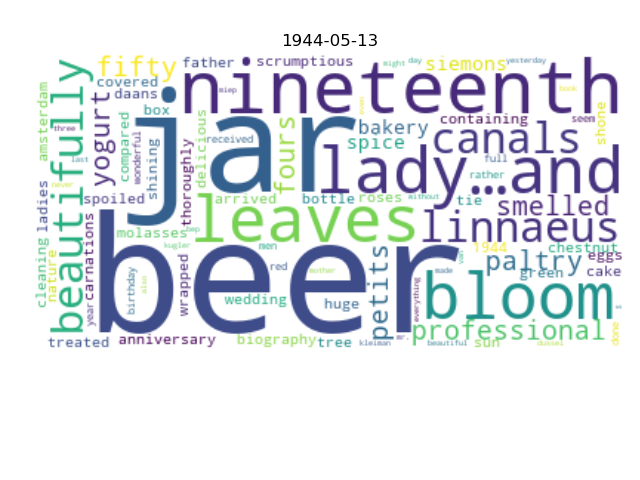 1944-05-13
fifty father scrumptious might day siemons yesterday
covered nineteenth book
daans miep
box
amsterdam beautifully yogurt compared wonderful shining jar delicious received fours bakery containing seem shone
three thoroughly spice canals
last lady…and full
never spoiled arrived bottle roses without tie rather
ladies leaves smelled
carnations molasses bep linnaeus
kugler men 1944 chestnut
cleaning nature birthday also wrapped beer red mother petits paltry green eggs
cake
year wedding huge everything made bloom
professional
treated anniversary biography tree kleiman mr. beautiful sun dussel done